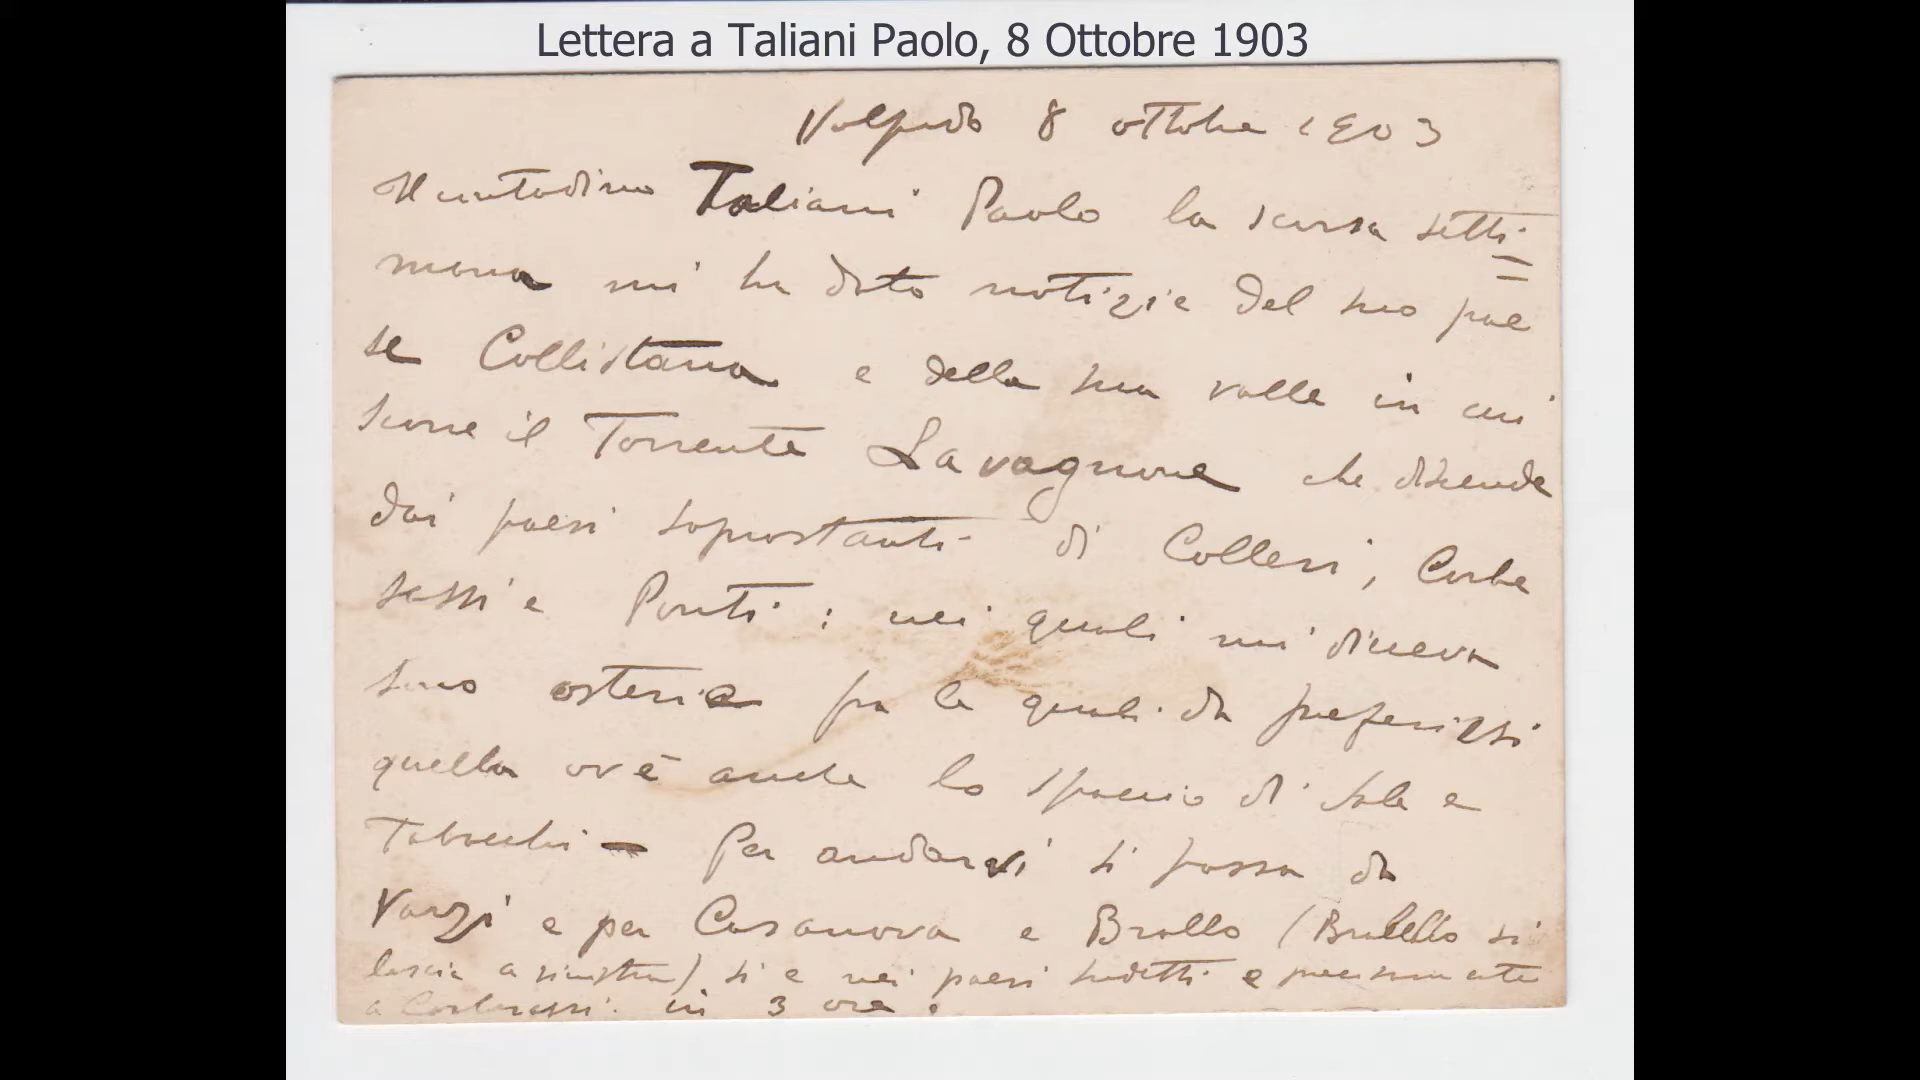 Lettera a Taliani Paolo, 8 Ottobre 1903
Volpedo 8 ottobre 1903
Il contadino Taliani Paolo la scorsa setti=
mana mi ha dato notizie del suo pae
se Collistana e della sua valle in cui
scorre il Torrente Lavagnone che discende
dai paesi soprastanti di Colleri, Corbe
sassi e Ponti: nei quali mi diceva
sono osterie fra le quali da preferirsi
quella ov'è anche lo spaccio di Sale e
Tabacchi - Per andarvi si passa da
Varzi e per Casanova e Brallo (Bralello si
lascia a sinistra) si e nei paesi sudetti e precisamente
a Corbesassi in 3 ore.